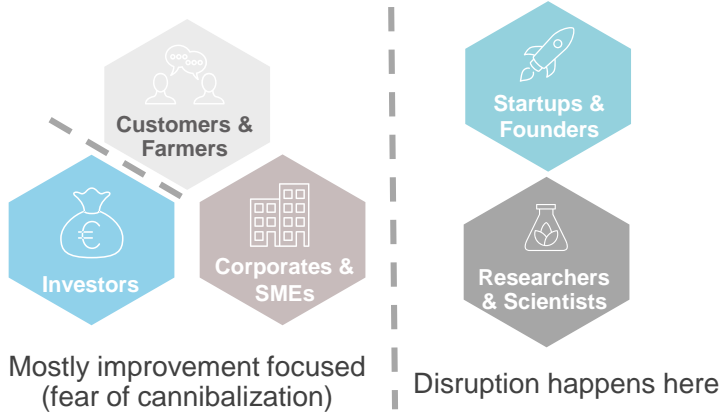 Customers &
Farmers
Investors
Corporates &
SMEs
Mostly improvement focused
(fear of cannibalization)
Startups &
Founders
Researchers
& Scientists
Disruption happens here